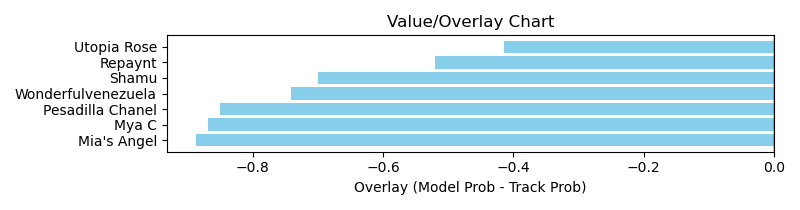 Value/Overlay Chart
Utopia Rose
Repaynt
Shamu
Wonderfulvenezuela
Pesadilla Chanel
Mya C
Mia's Angel
−0.8 −0.6 −0.4 −0.2 0.0
Overlay (Model Prob - Track Prob)